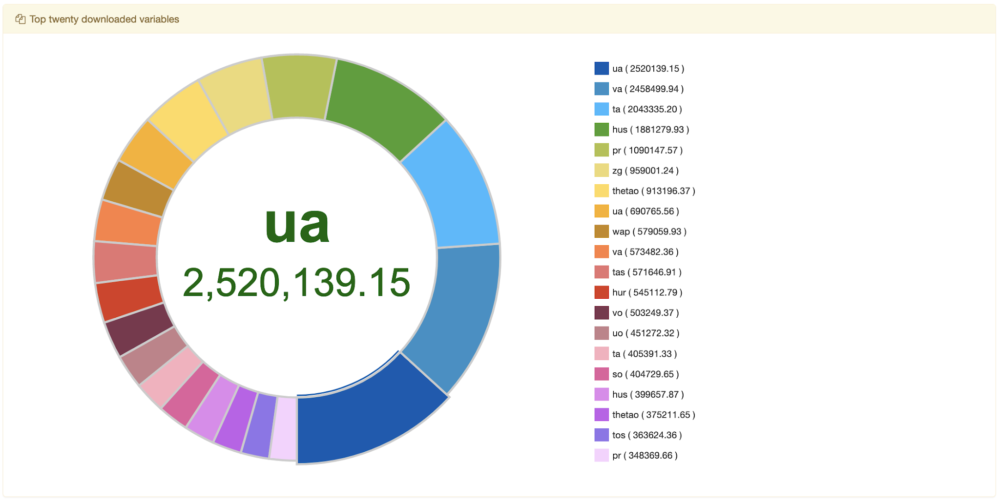 Top twenty downloaded variables
ua
2,520,139.15
ua ( 2520139.15 )
va ( 2458499.94 )
ta ( 2043335.20 )
hus ( 1881279.93 )
pr ( 1090147.57 )
zg ( 959001.24 )
thetao ( 913196.37 )
ua ( 690765.56 )
wap ( 579059.93 )
va ( 573482.36 )
tas ( 571646.91 )
hur ( 545112.79 )
vo ( 503249.37 )
uo ( 451272.32 )
ta ( 405391.33 )
so ( 404729.65 )
hus ( 399657.87 )
thetao ( 375211.65 )
tos ( 363624.36 )
pr ( 348369.66 )